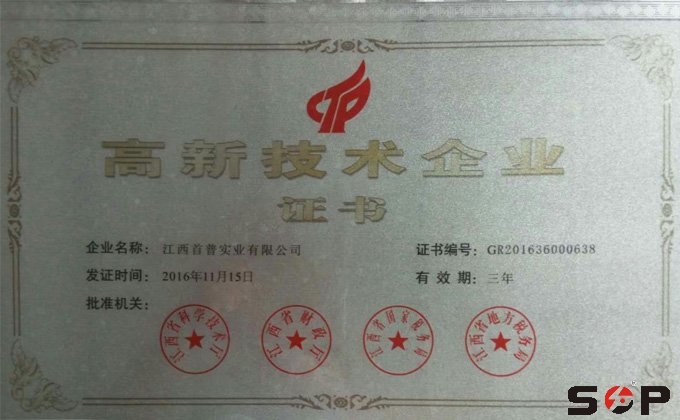 高新技术企业
证书
企业名称：江西首普实业有限公司
证书编号：GR201636000638
发证时间：2016年11月15日
有效期：三年
批准机关：
江西省科学技术厅
江西省财政厅
江西省国家税务局
江西省地方税务局
SOP